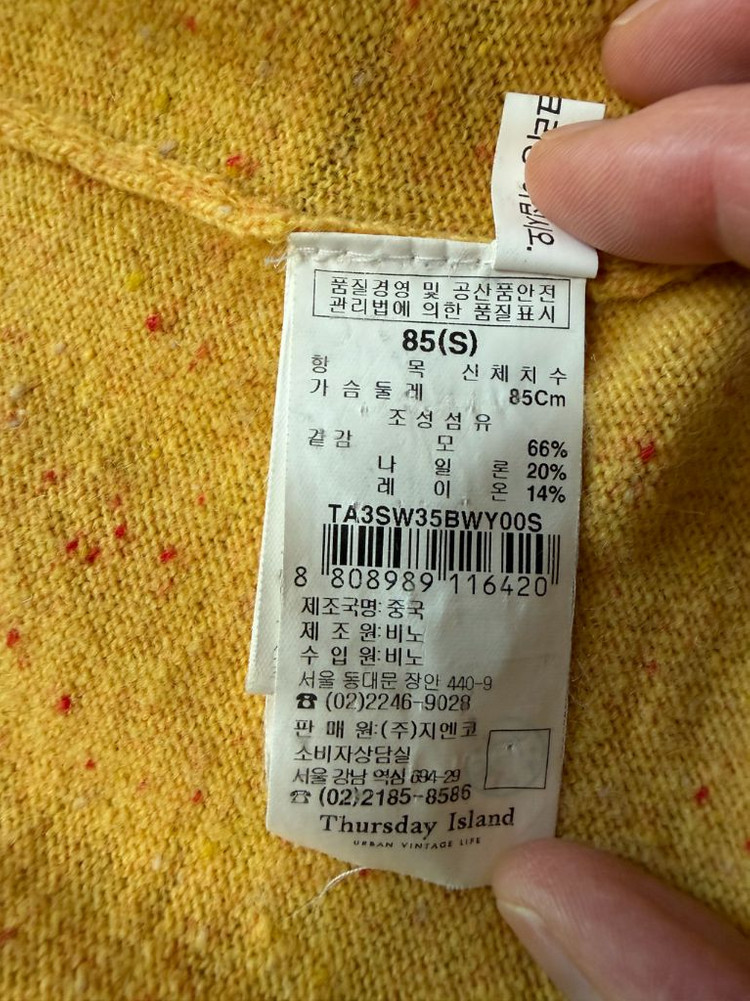 품질경영 및 공산품안전
관리법에 의한 품질표시
85(S)
항 목 신체치수
가슴둘레 85Cm
조성섬유
겉감 모 66%
나일론 20%
레이온 14%
TA3SW35BWY00S
8 808989 116420
제조국명:중국
제 조 원:비노
수 입 원:비노
서울 동대문 장안 440-9
☎ (02)2246-9028
판 매 원:(주)지엔코
소비자상담실
서울 강남 역삼
☎ (02)2185-8586
Thursday Island
URBAN VINTAGE LIFE